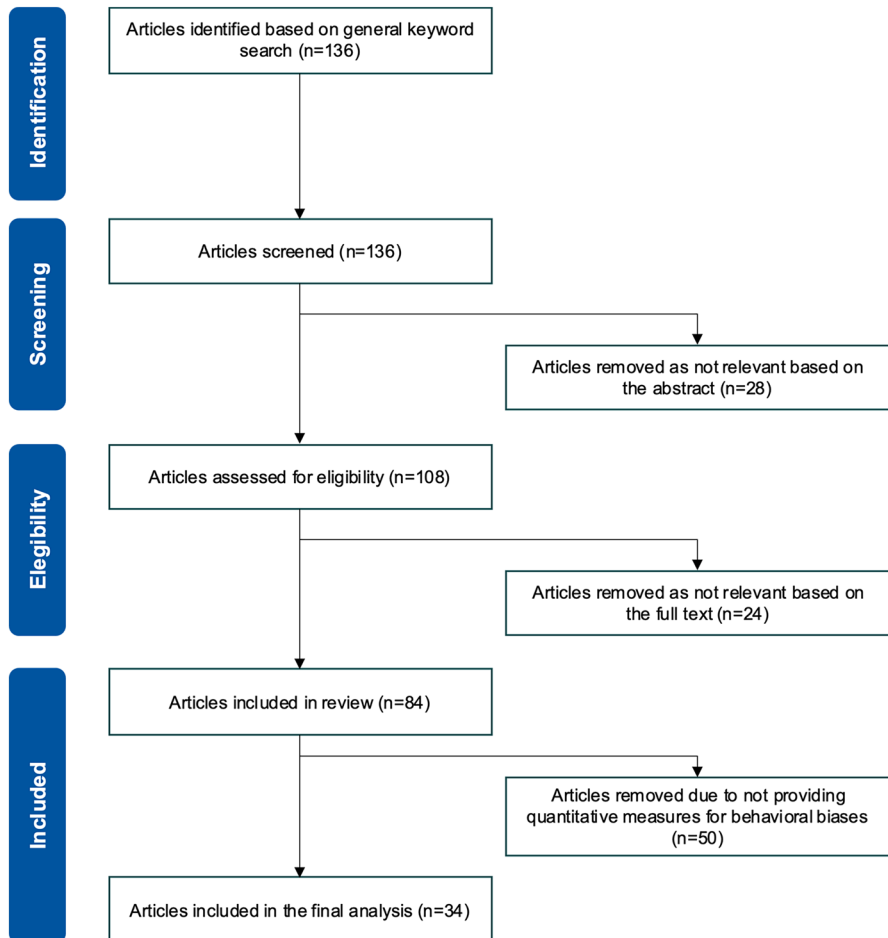 Identification
Articles identified based on general keyword
search (n=136)
Screening
Articles screened (n=136)
Articles removed as not relevant based on
the abstract (n=28)
Elegibility
Articles assessed for eligibility (n=108)
Articles removed as not relevant based on
the full text (n=24)
Included
Articles included in review (n=84)
Articles removed due to not providing
quantitative measures for behavioral biases
(n=50)
Articles included in the final analysis (n=34)